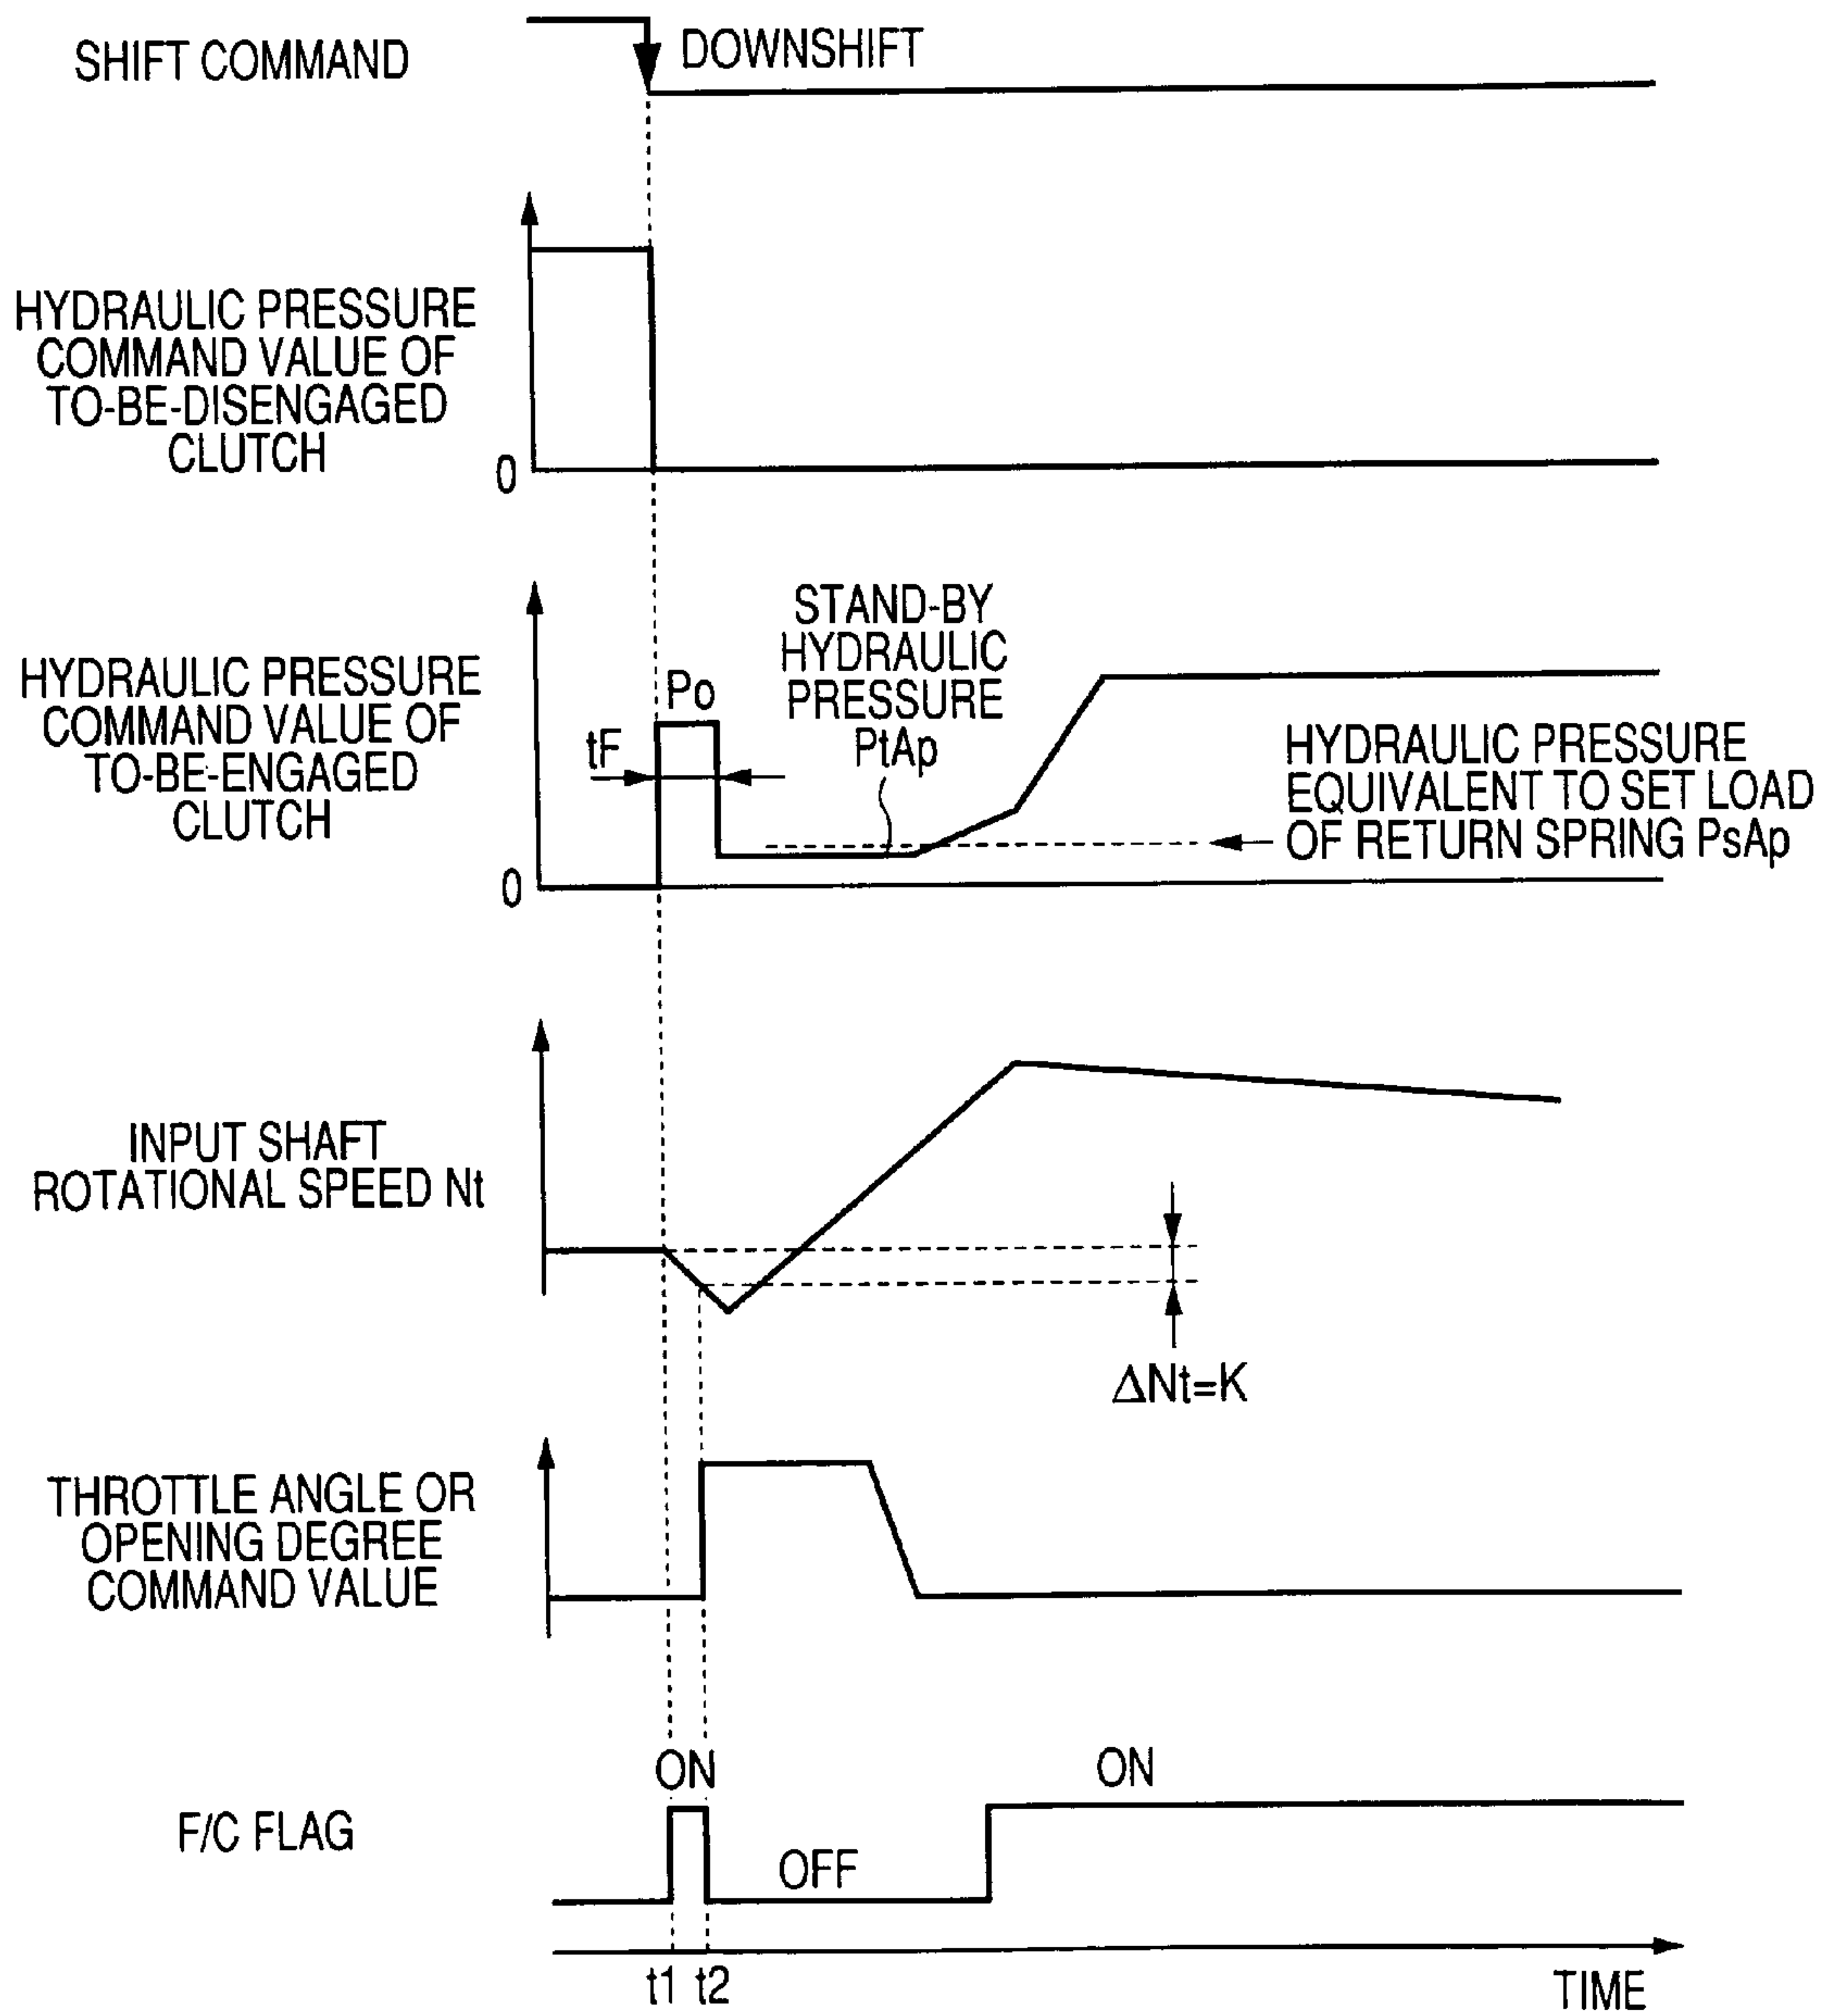 SHIFT COMMAND
DOWNSHIFT
HYDRAULIC PRESSURE
COMMAND VALUE OF
TO-BE-DISENGAGED
CLUTCH
0
HYDRAULIC PRESSURE
COMMAND VALUE OF
TO-BE-ENGAGED
CLUTCH
0
tF
Po
STAND-BY
HYDRAULIC
PRESSURE
PtAp
HYDRAULIC PRESSURE
EQUIVALENT TO SET LOAD
OF RETURN SPRING PsAp
INPUT SHAFT
ROTATIONAL SPEED Nt
ΔNt=K
THROTTLE ANGLE OR
OPENING DEGREE
COMMAND VALUE
F/C FLAG
ON
OFF
ON
t1 t2
TIME